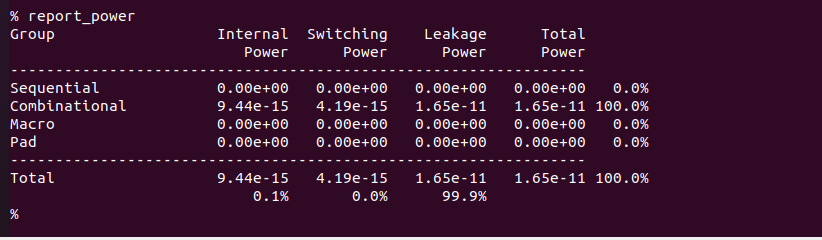 % report_power
Group                  Internal  Switching    Leakage      Total
                          Power      Power      Power      Power
----------------------------------------------------------------
Sequential             0.00e+00   0.00e+00   0.00e+00   0.00e+00   0.0%
Combinational          9.44e-15   4.19e-15   1.65e-11   1.65e-11 100.0%
Macro                  0.00e+00   0.00e+00   0.00e+00   0.00e+00   0.0%
Pad                    0.00e+00   0.00e+00   0.00e+00   0.00e+00   0.0%
----------------------------------------------------------------
Total                  9.44e-15   4.19e-15   1.65e-11   1.65e-11 100.0%
                           0.1%       0.0%      99.9%
%